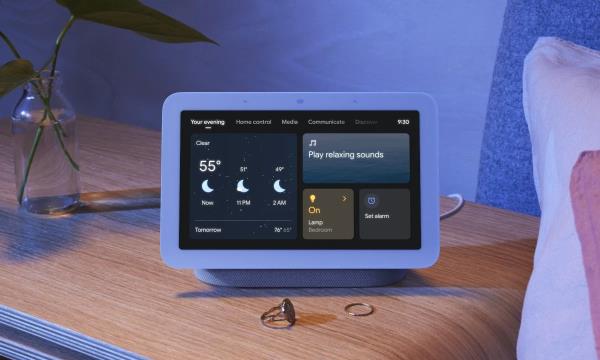 Your evening Home control Media Communicate Discover 9:30
Clear
55° 51° 49°
Now 11 PM 2 AM
Tomorrow 76° 65°
Play relaxing sounds
On
Lamp
Bedroom
Set alarm